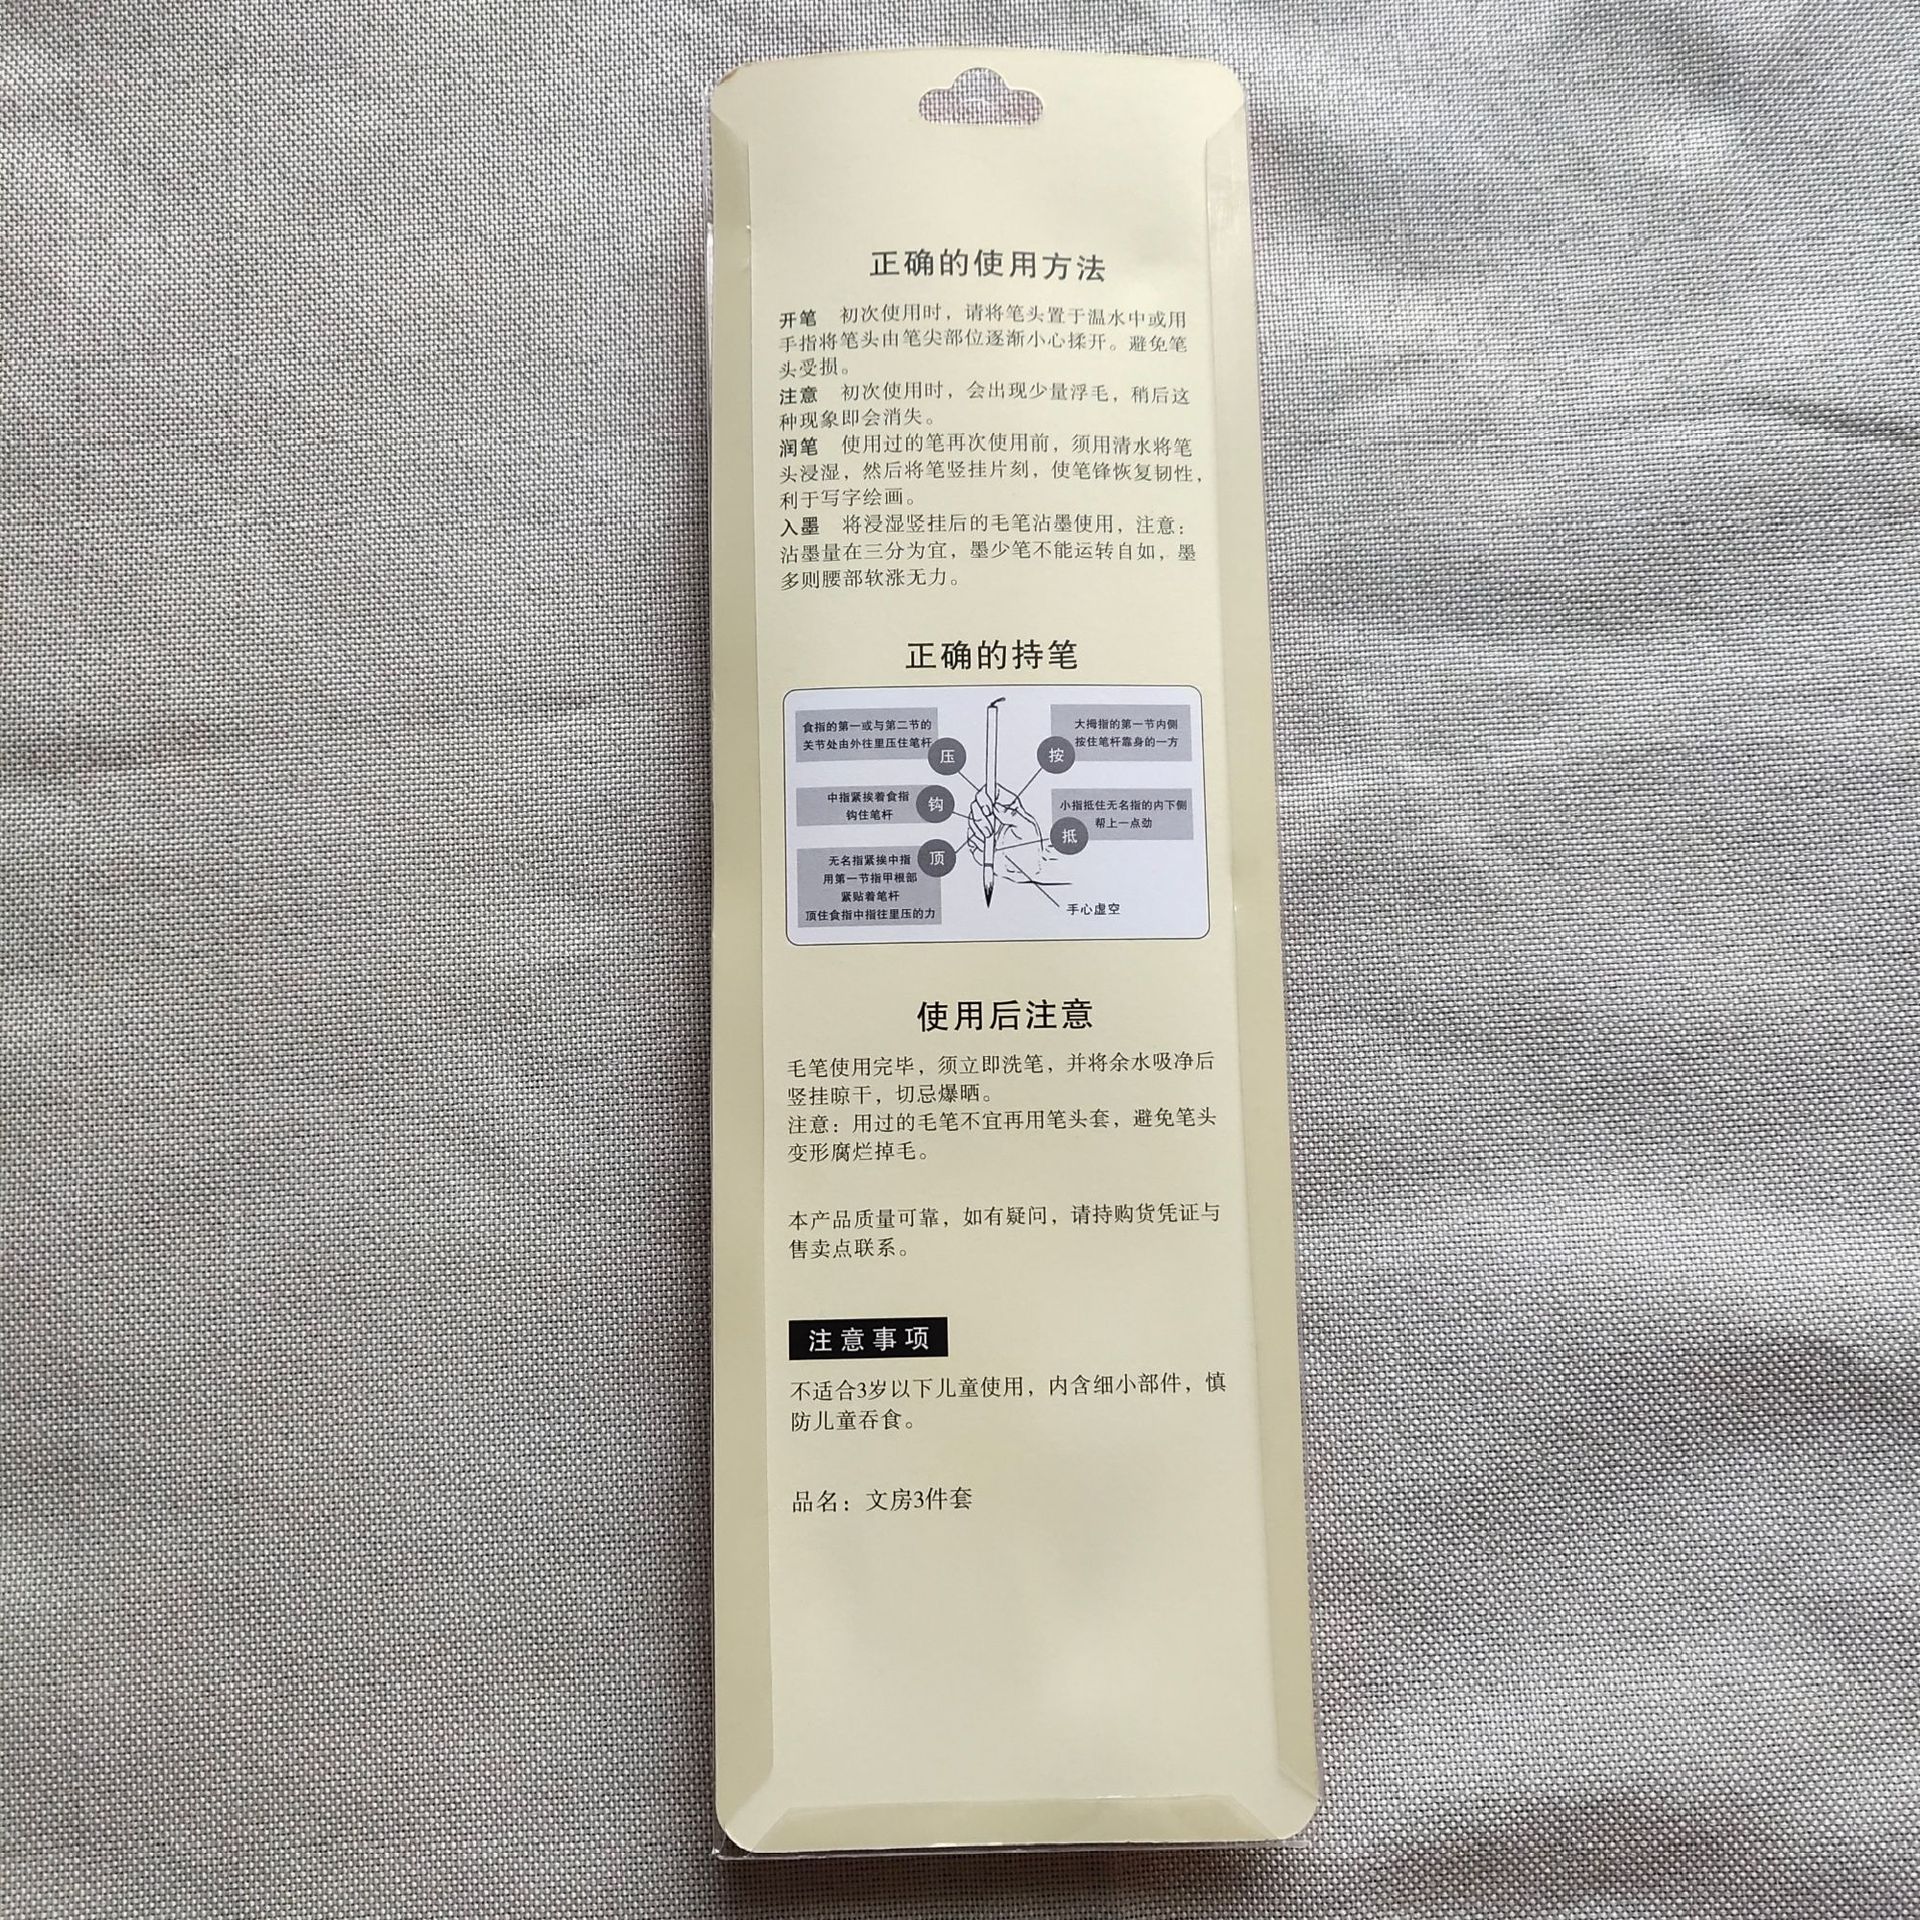 正确的使用方法
开笔 初次使用时，请将笔头置于温水中或用
手指将笔头由笔尖部位逐渐小心揉开。避免笔
头受损。
注意 初次使用时，会出现少量浮毛，稍后这
种现象即会消失。
润笔 使用过的笔再次使用前，须用清水将笔
头浸湿，然后将笔竖挂片刻，使笔锋恢复韧性，
利于写字绘画。
入墨 将浸湿竖挂后的毛笔沾墨使用，注意：
沾墨量在三分为宜，墨少笔不能运转自如，墨
多则腰部软涨无力。
正确的持笔
食指的第一或与第二节的
关节处由外往里压住笔杆
压
中指紧挨着食指
钩住笔杆
钩
无名指紧挨中指
用第一节指甲根部
紧贴着笔杆
顶住食指中指往里压的力
顶
大拇指的第一节内侧
按住笔杆靠身的一方
按
小指抵住无名指的内下侧
帮上一点劲
抵
手心虚空
使用后注意
毛笔使用完毕，须立即洗笔，并将余水吸净后
竖挂晾干，切忌爆晒。
注意：用过的毛笔不宜再用笔头套，避免笔头
变形腐烂掉毛。
本产品质量可靠，如有疑问，请持购货凭证与
售卖点联系。
注意事项
不适合3岁以下儿童使用，内含细小部件，慎
防儿童吞食。
品名：文房3件套